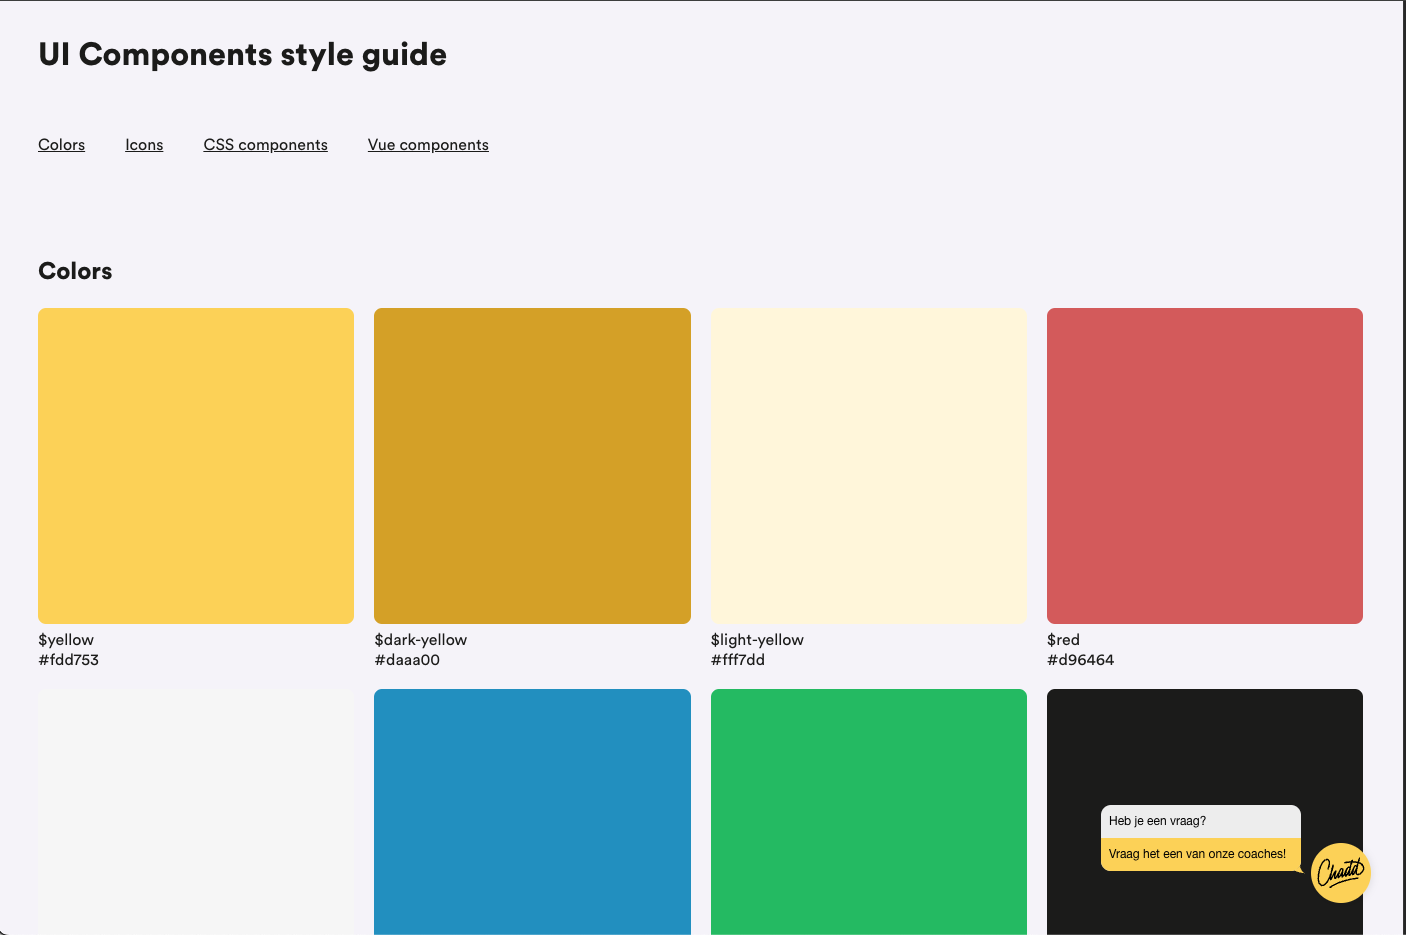 UI Components style guide
Colors Icons CSS components Vue components
Colors
$yellow
#fdd753
$dark-yellow
#daaa00
$light-yellow
#fff7dd
$red
#d96464
Heb je een vraag?
Vraag het een van onze coaches!
Chadd